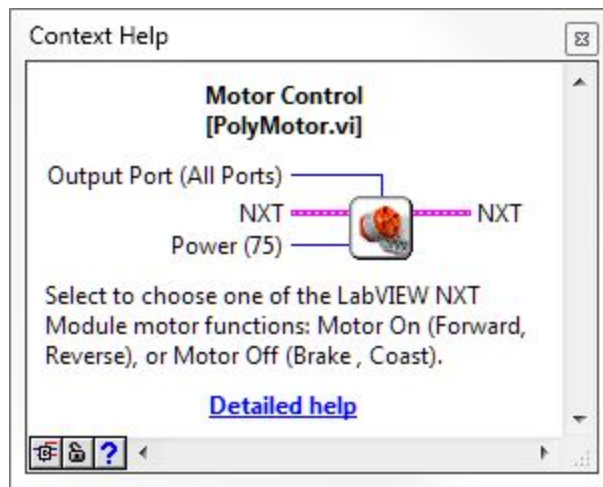 Context Help
Motor Control
[PolyMotor.vi]
Output Port (All Ports)
NXT NXT
Power (75)
Select to choose one of the LabVIEW NXT
Module motor functions: Motor On (Forward,
Reverse), or Motor Off (Brake , Coast).
Detailed help
?